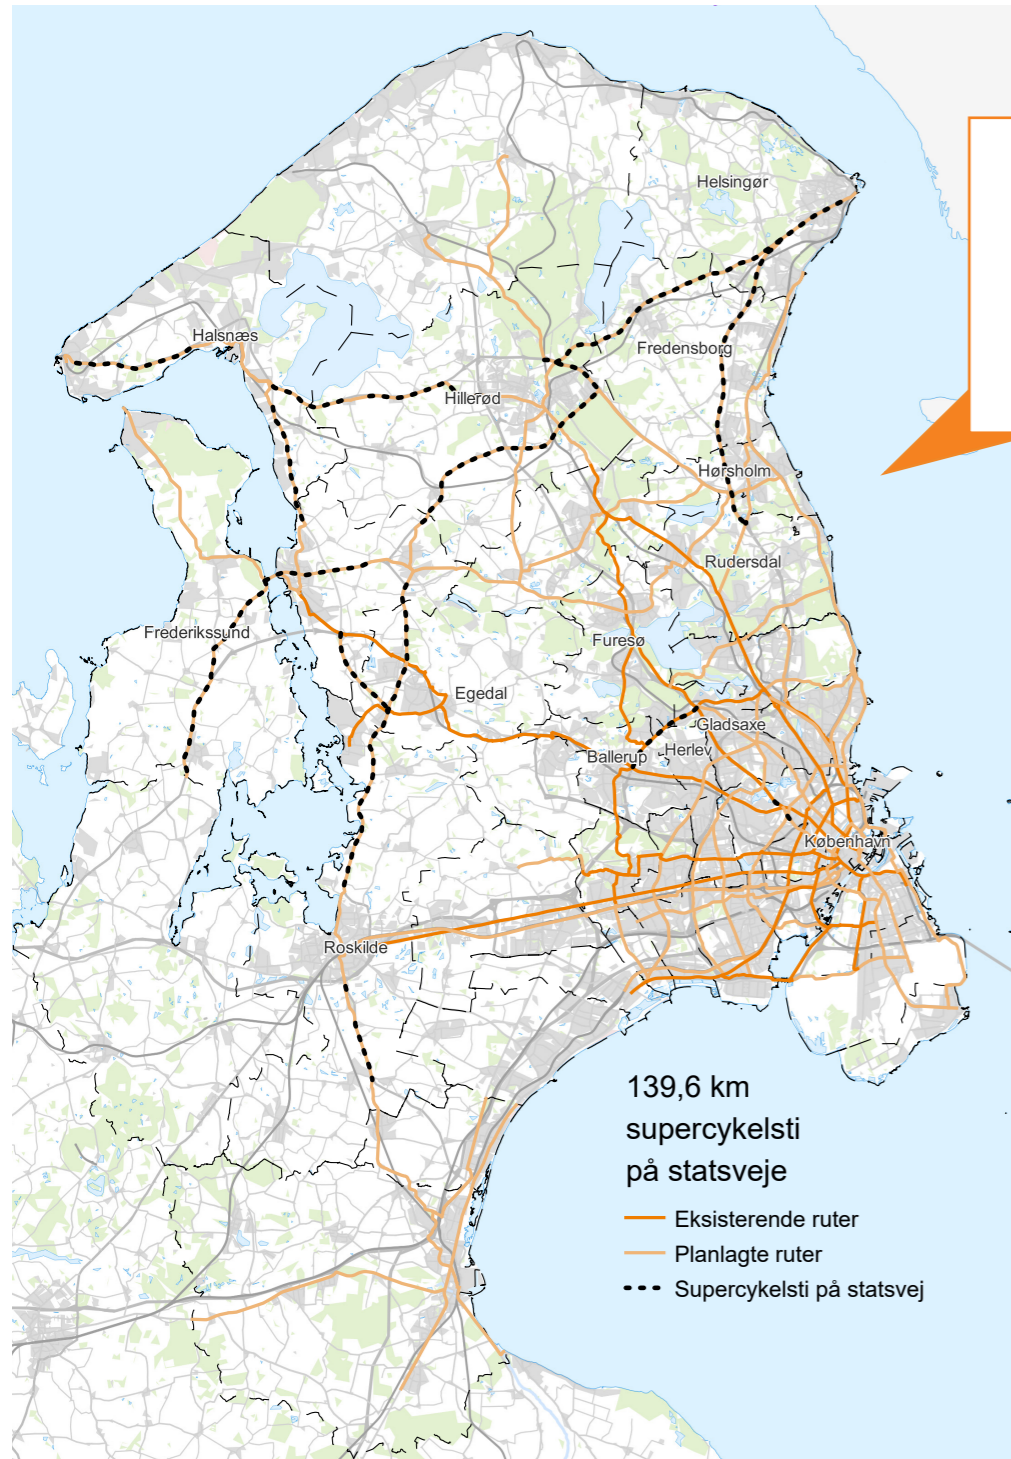 Helsingør
Halsnæs
Fredensborg
Hillerød
Hørsholm
Rudersdal
Frederikssund
Furesø
Egedal
Gladsaxe
Herlev
Ballerup
København
Roskilde
139,6 km
supercykelsti
på statsveje
Eksisterende ruter
Planlagte ruter
Supercykelsti på statsvej